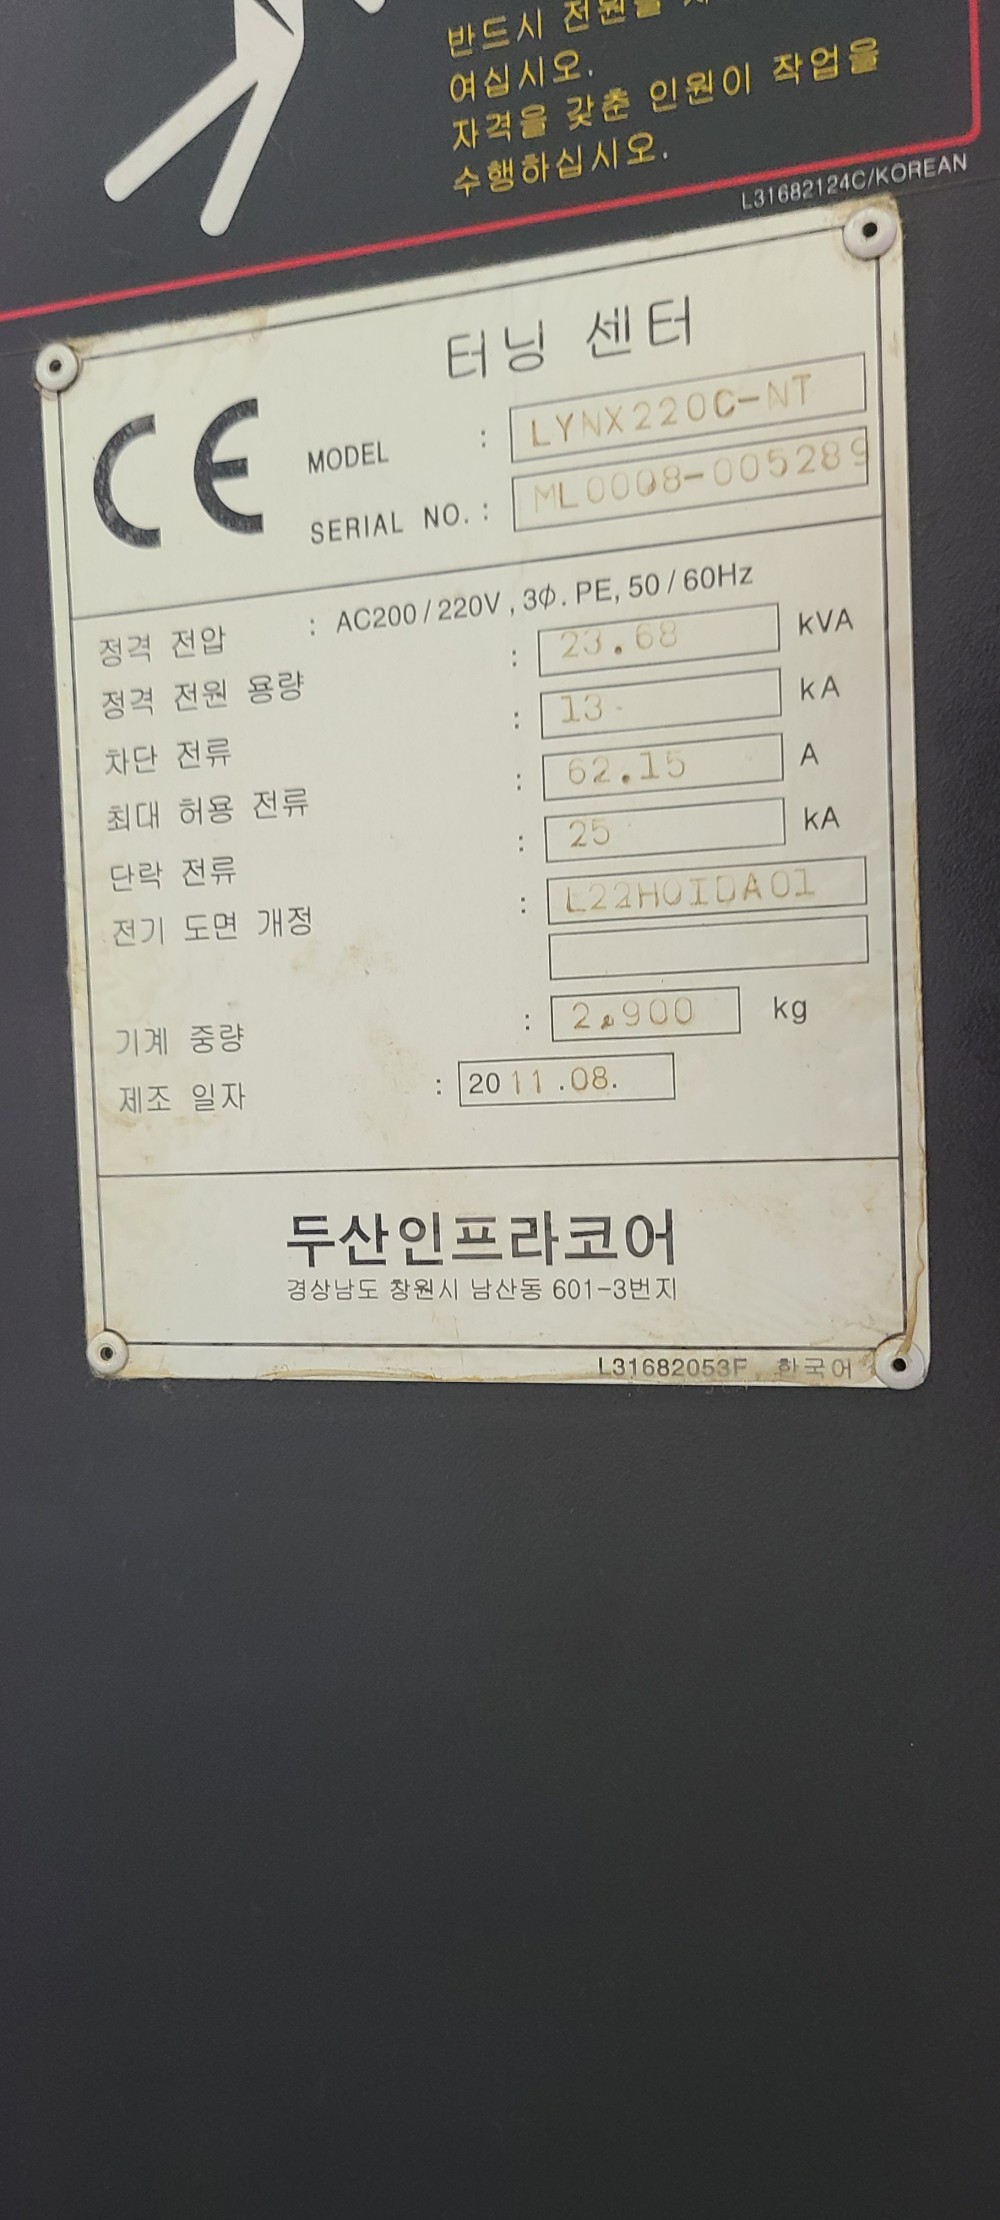 반드시 전원을
여십시오.
자격을 갖춘 인원이 작업을
수행하십시오.
L31682124C/KOREAN
터닝 센터
CE
MODEL : LYNX220C-NT
SERIAL NO. : ML0008-005289
정격 전압 : AC200/220V, 3Φ. PE, 50/60Hz
정격 전원 용량 : 23.68 kVA
차단 전류 : 13 kA
최대 허용 전류 : 62.15 A
단락 전류 : 25 kA
전기 도면 개정 : L22HOIDA01
기계 중량 : 2,900 kg
제조 일자 : 2011.08.
두산인프라코어
경상남도 창원시 남산동 601-3번지
L31682053F 한국어